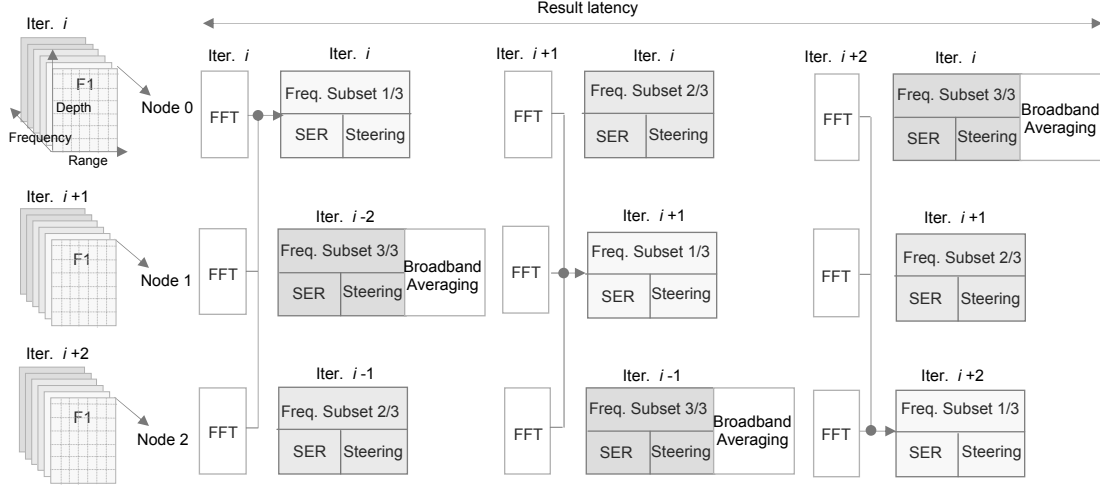 Result latency
Iter. i
F1
Depth
Frequency
Range
Node 0
Iter. i
FFT
Iter. i
Freq. Subset 1/3
SER Steering
Iter. i+1
FFT
Iter. i
Freq. Subset 2/3
SER Steering
Iter. i+2
FFT
Iter. i
Freq. Subset 3/3
SER Steering
Broadband
Averaging
Iter. i+1
F1
Node 1
FFT
Iter. i-2
Freq. Subset 3/3
SER Steering
Broadband
Averaging
FFT
Iter. i+1
Freq. Subset 1/3
SER Steering
FFT
Iter. i+1
Freq. Subset 2/3
SER Steering
Iter. i+2
F1
Node 2
FFT
Iter. i-1
Freq. Subset 2/3
SER Steering
FFT
Iter. i-1
Freq. Subset 3/3
SER Steering
Broadband
Averaging
FFT
Iter. i+2
Freq. Subset 1/3
SER Steering